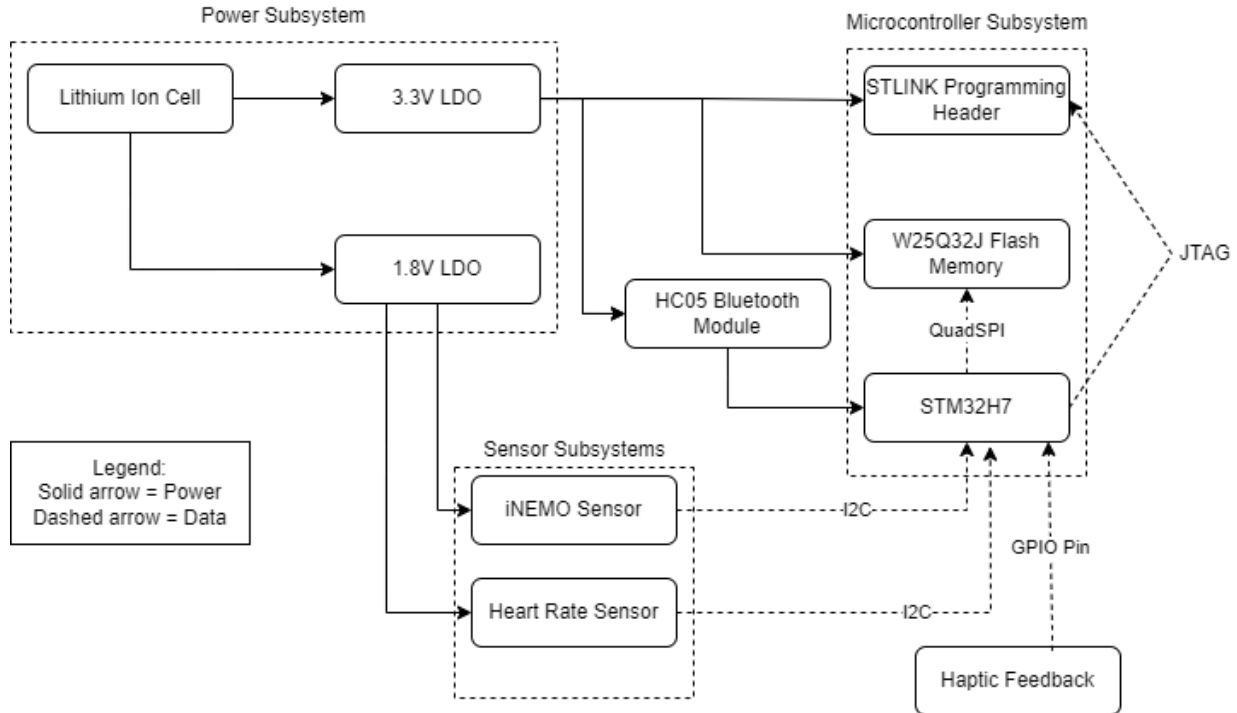 Power Subsystem
Microcontroller Subsystem
Lithium Ion Cell
3.3V LDO
STLINK Programming
Header
1.8V LDO
W25Q32J Flash
Memory
JTAG
HC05 Bluetooth
Module
QuadSPI
STM32H7
Legend:
Solid arrow = Power
Dashed arrow = Data
Sensor Subsystems
iNEMO Sensor
I2C
GPIO Pin
Heart Rate Sensor
I2C
Haptic Feedback